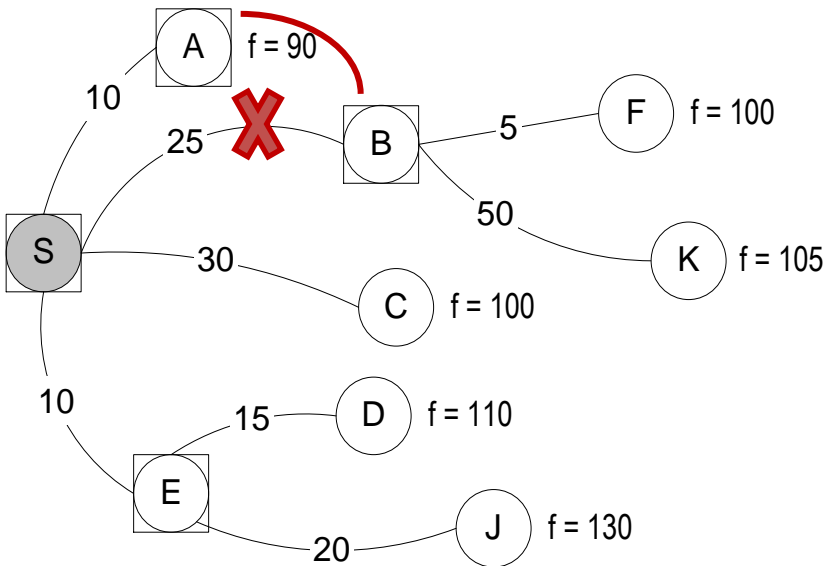 A f = 90
10
25
B
5
F f = 100
50
S
30
K f = 105
C f = 100
10
15
D f = 110
E
J f = 130
20